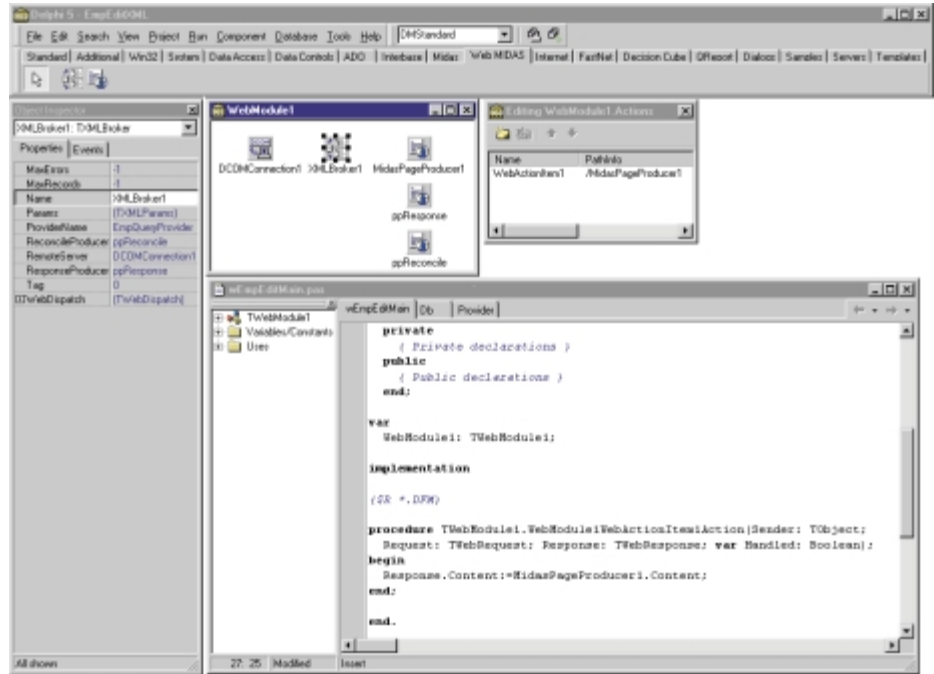 Delphi 5 - EmpEditXML
File Edit Search View Project Run Component Database Tools Help DMStandard
Standard Additional Win32 System Data Access Data Controls ADO Interbase Midas Web MIDAS Internet FastNet Decision Cube QReport Dialogs Samples Servers Templates
Object Inspector
XMLBroker1: TXMLBroker
Properties Events
MaxErrors -1
MaxRecords -1
Name XMLBroker1
Params (TXMLParams)
ProviderName EmpQueryProvider
ReconcileProducer ppReconcile
RemoteServer DCOMConnection1
ResponseProducer ppResponse
Tag 0
WebDispatch (TWebDispatch)
All shown
WebModule1
DCOMConnection1 XMLBroker1 MidasPageProducer1
ppResponse
ppReconcile
Editing WebModule1.Actions
Name PathInfo
WebActionItem1 /MidasPageProducer1
wEmpEditMain.pas
TWebModule1
Variables/Constants
Uses
wEmpEditMain Db Provider
private
{ Private declarations }
public
{ Public declarations }
end;
var
WebModule1: TWebModule1;
implementation
{$R *.DFM}
procedure TWebModule1.WebModule1WebActionItem1Action(Sender: TObject;
Request: TWebRequest; Response: TWebResponse; var Handled: Boolean);
begin
Response.Content:=MidasPageProducer1.Content;
end;
end.
27: 25 Modified Insert